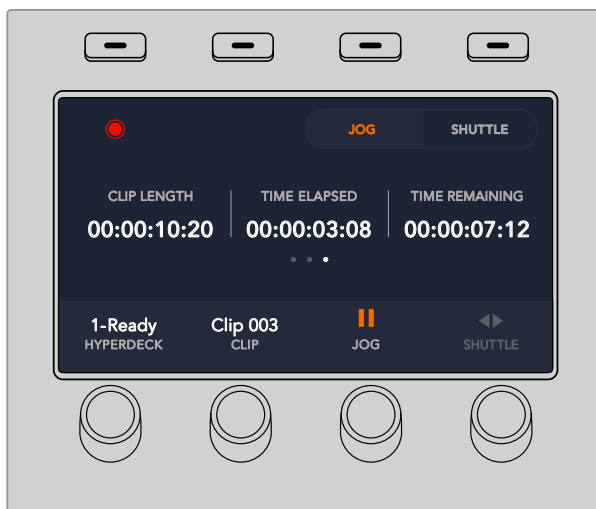 JOG SHUTTLE
CLIP LENGTH TIME ELAPSED TIME REMAINING
00:00:10:20 00:00:03:08 00:00:07:12
1-Ready Clip 003
HYPERDECK CLIP JOG SHUTTLE